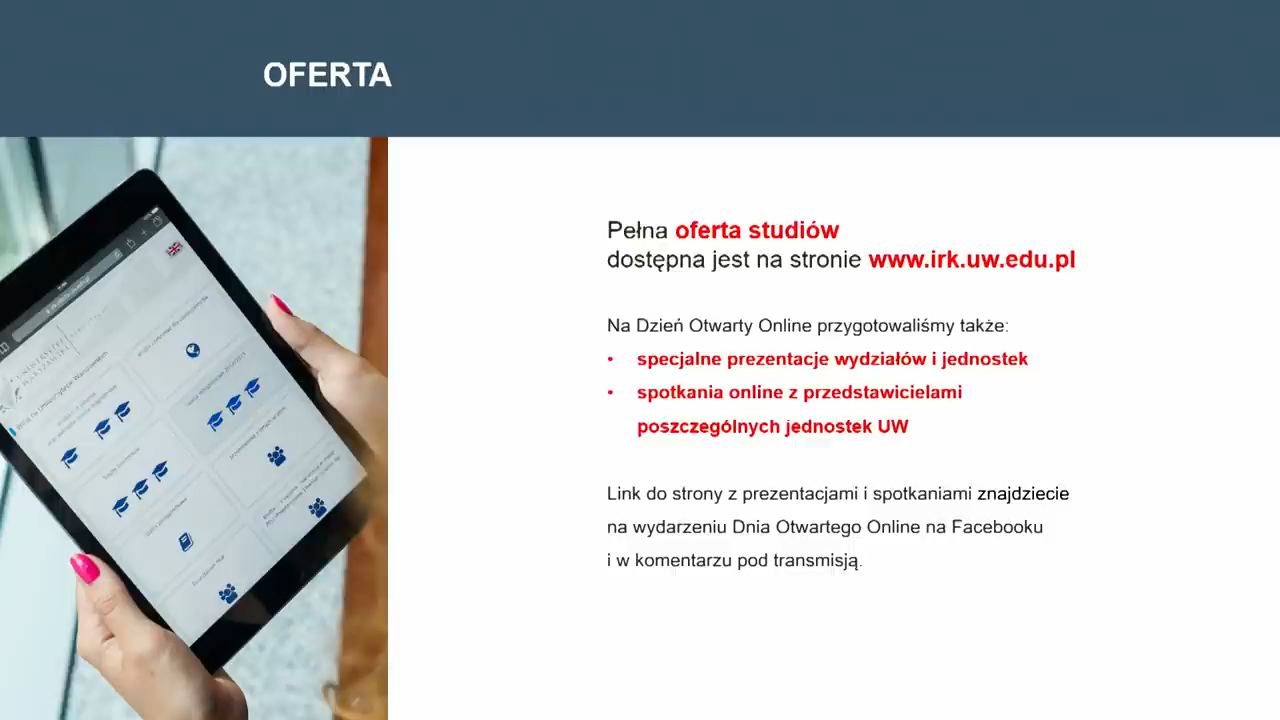 OFERTA
Pełna oferta studiów
dostępna jest na stronie www.irk.uw.edu.pl
Na Dzień Otwarty Online przygotowaliśmy także:
• specjalne prezentacje wydziałów i jednostek
• spotkania online z przedstawicielami
poszczególnych jednostek UW
Link do strony z prezentacjami i spotkaniami znajdziecie
na wydarzeniu Dnia Otwartego Online na Facebooku
i w komentarzu pod transmisją.
UNIWERSYTET
WARSZAWSKI